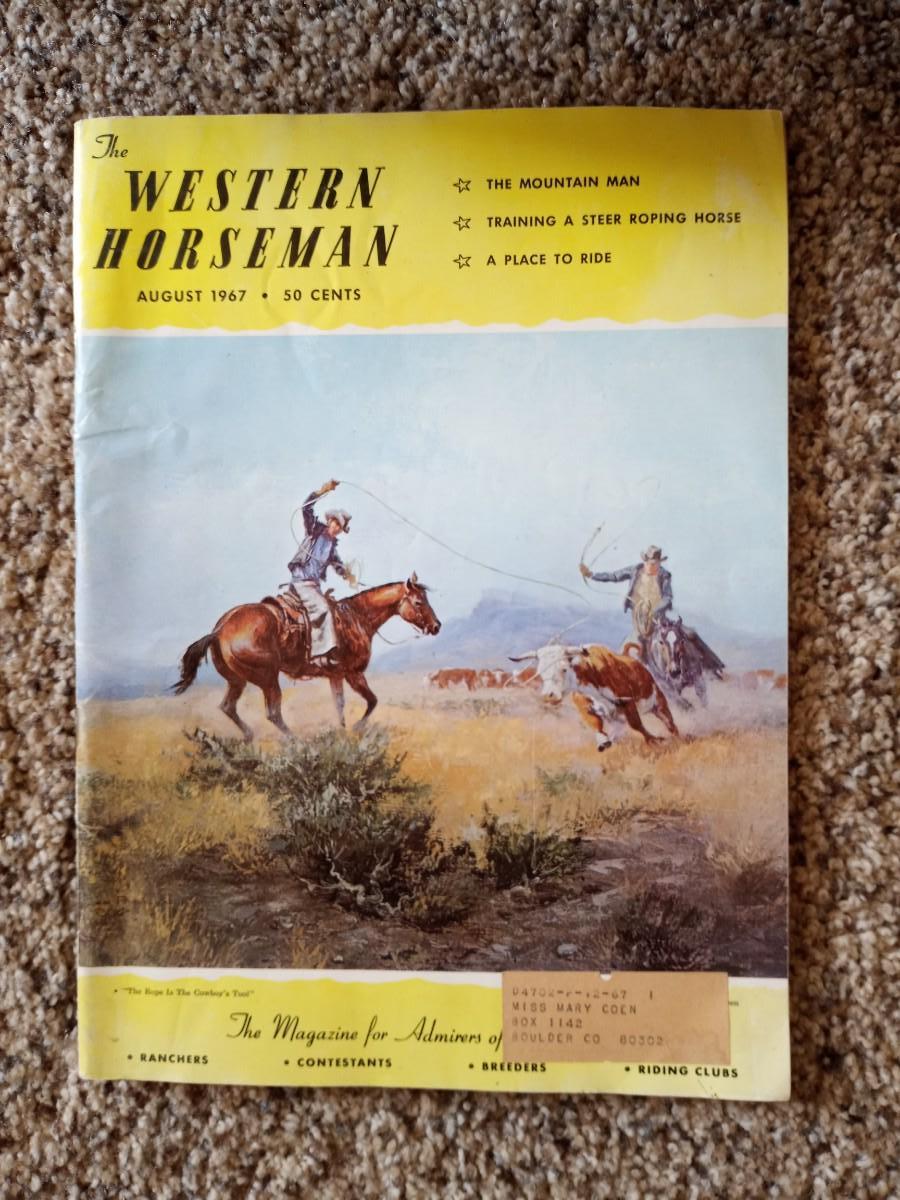 The
WESTERN
HORSEMAN
AUGUST 1967 • 50 CENTS
THE MOUNTAIN MAN
TRAINING A STEER ROPING HORSE
A PLACE TO RIDE
"The Rope Is The Cowboy's Tool"
MISS MARY COEN
BOX 1142
BOULDER CO 80302
The Magazine for Admirers of
• RANCHERS • CONTESTANTS • BREEDERS • RIDING CLUBS